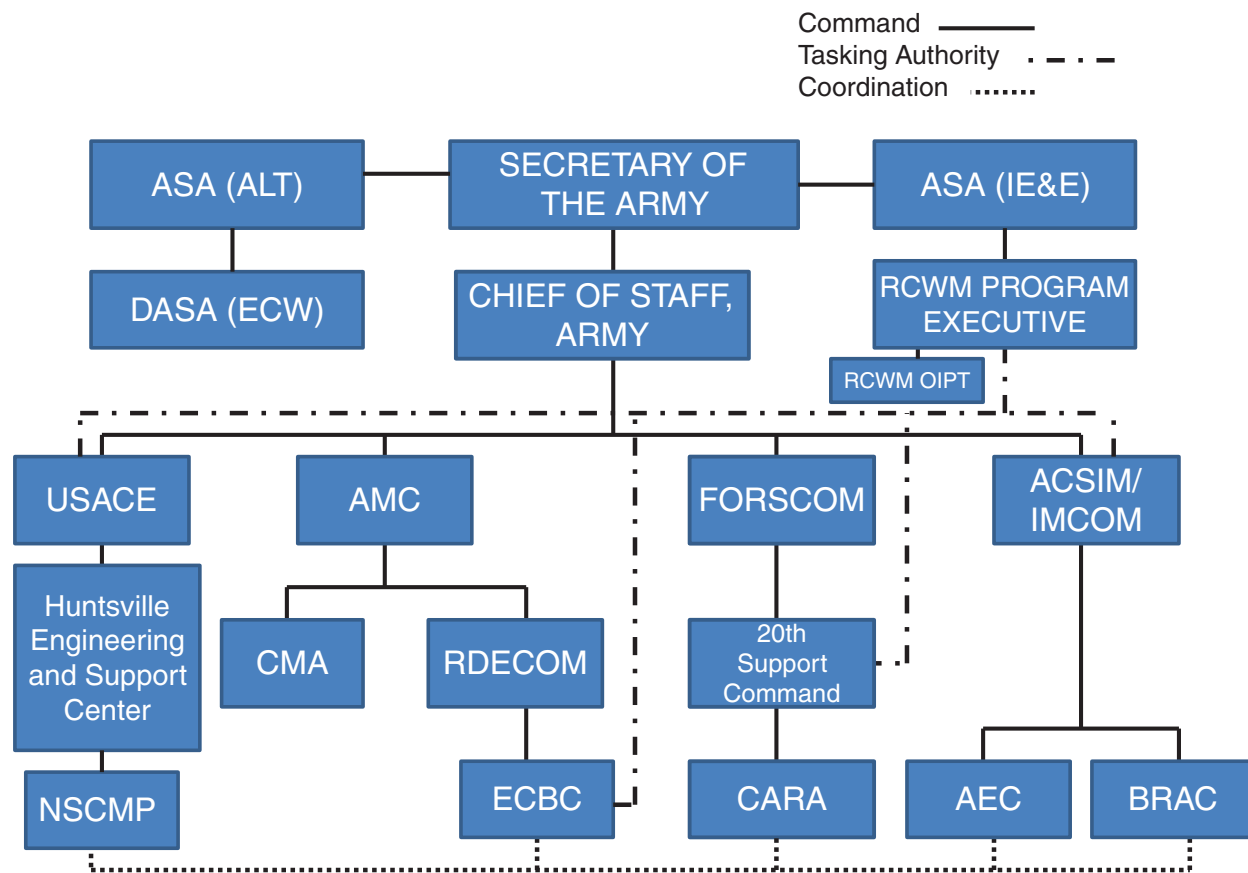 Command
Tasking Authority
Coordination
ASA (ALT)
SECRETARY OF
THE ARMY
ASA (IE&E)
DASA (ECW)
CHIEF OF STAFF,
ARMY
RCWM PROGRAM
EXECUTIVE
RCWM OIPT
USACE
AMC
FORSCOM
ACSIM/
IMCOM
Huntsville
Engineering
and Support
Center
CMA
RDECOM
20th
Support
Command
NSCMP
ECBC
CARA
AEC
BRAC